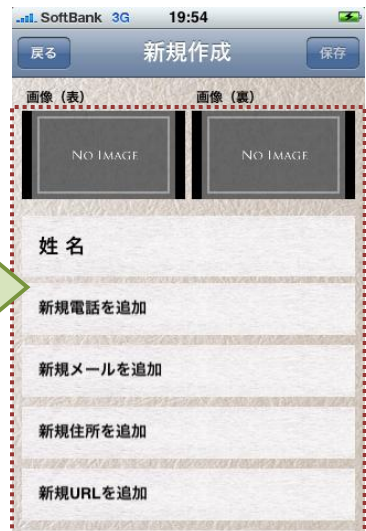 SoftBank 3G 19:54
戻る 新規作成 保存
画像（表） 画像（裏）
NO IMAGE NO IMAGE
姓 名
新規電話を追加
新規メールを追加
新規住所を追加
新規URLを追加